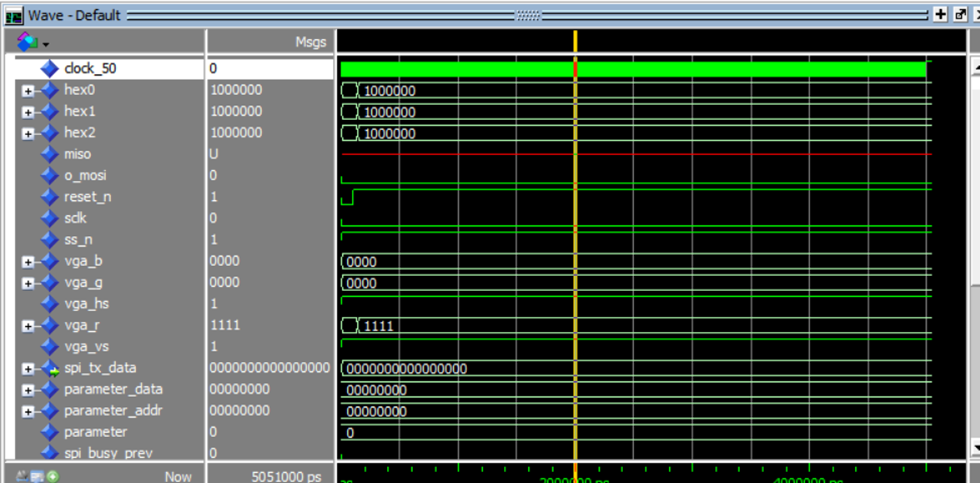 Wave - Default
Msgs
clock_50 0
hex0 1000000 1000000
hex1 1000000 1000000
hex2 1000000 1000000
miso U
o_mosi 0
reset_n 1
sclk 0
ss_n 1
vga_b 0000 0000
vga_g 0000 0000
vga_hs 1
vga_r 1111 1111
vga_vs 1
spi_tx_data 0000000000000000 0000000000000000
parameter_data 00000000 00000000
parameter_addr 00000000 00000000
parameter 0 0
spi_busy_prev 0
Now 5051000 ps 2000000 ps 4000000 ps